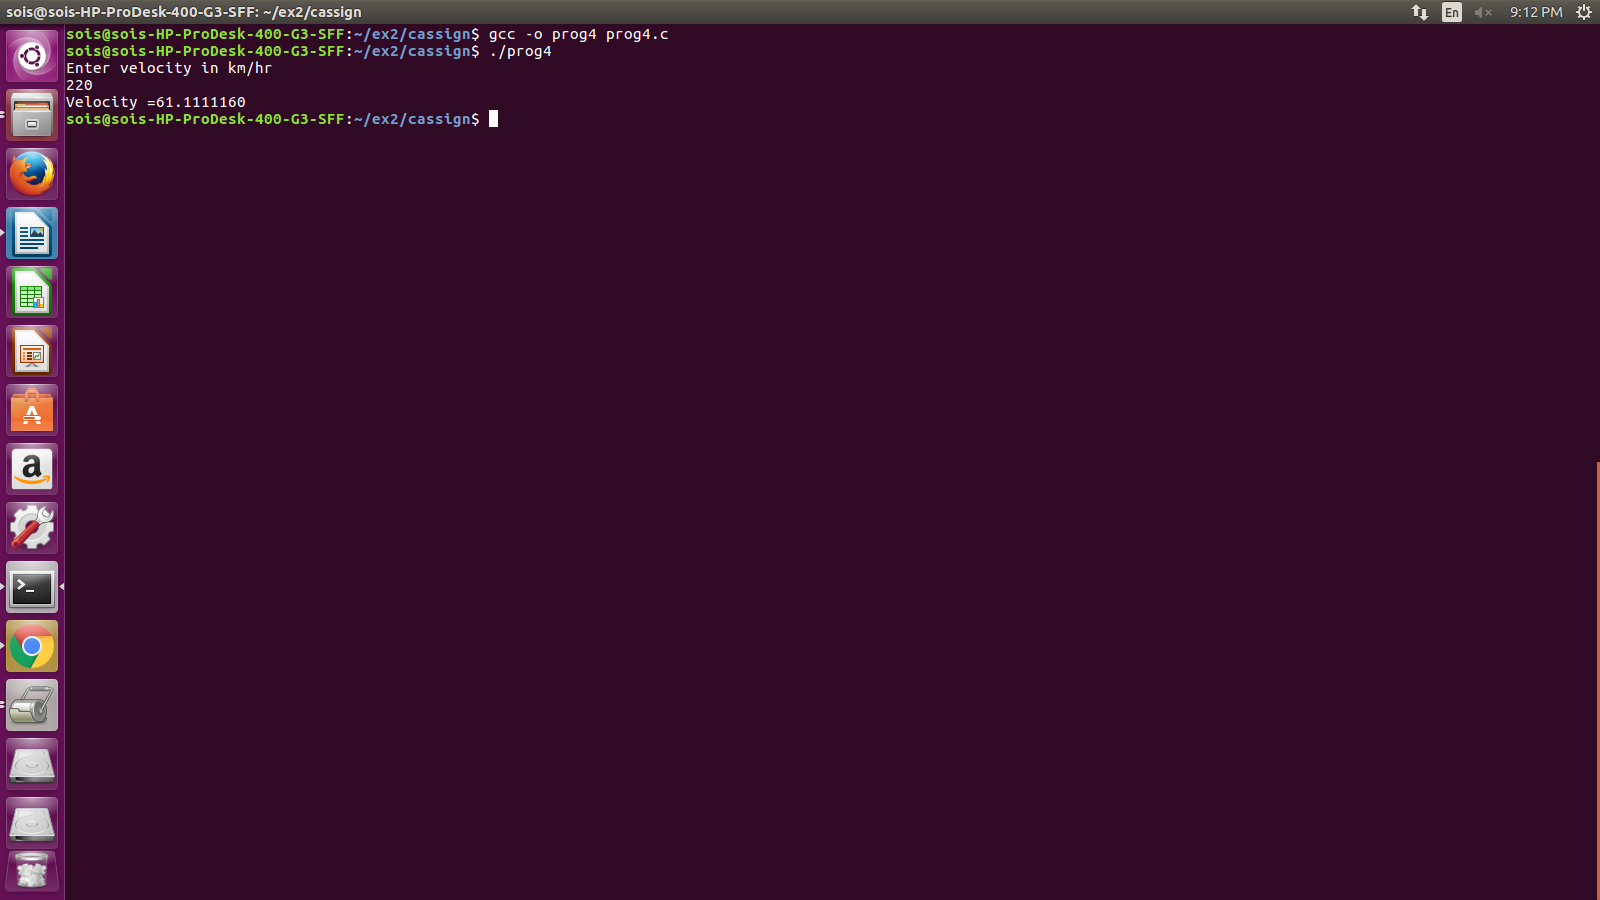 sois@sois-HP-ProDesk-400-G3-SFF: ~/ex2/cassign
En
9:12 PM
sois@sois-HP-ProDesk-400-G3-SFF:~/ex2/cassign$ gcc -o prog4 prog4.c
sois@sois-HP-ProDesk-400-G3-SFF:~/ex2/cassign$ ./prog4
Enter velocity in km/hr
220
Velocity =61.1111160
sois@sois-HP-ProDesk-400-G3-SFF:~/ex2/cassign$